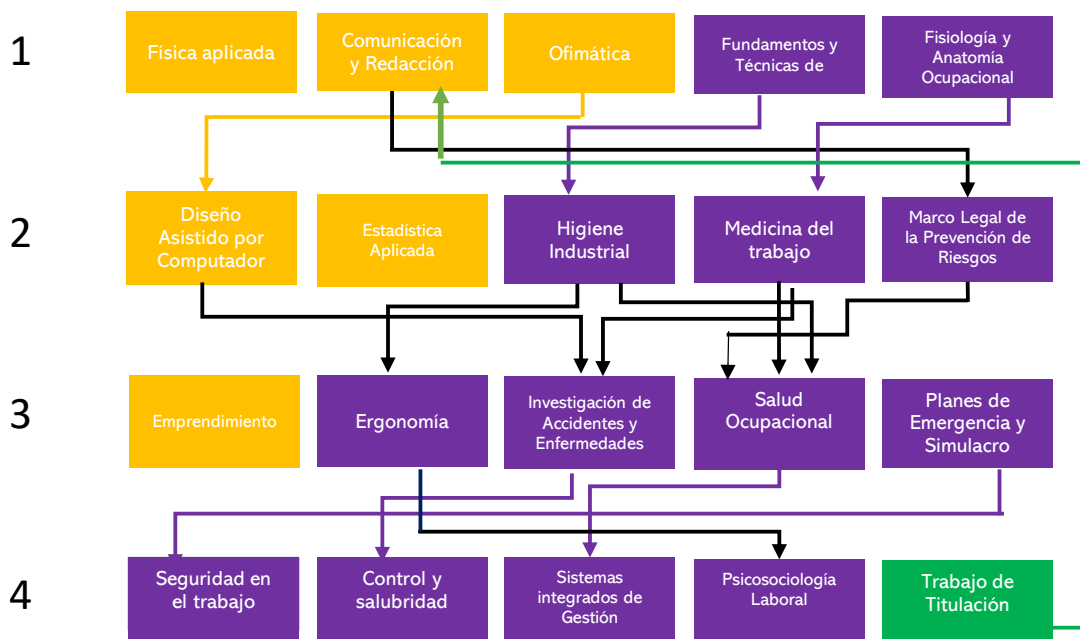 1
Física aplicada
Comunicación
y Redacción
Ofimática
Fundamentos y
Técnicas de
Fisiología y
Anatomía
Ocupacional
2
Diseño
Asistido por
Computador
Estadística
Aplicada
Higiene
Industrial
Medicina del
trabajo
Marco Legal de
la Prevención de
Riesgos
3
Emprendimiento
Ergonomía
Investigación de
Accidentes y
Enfermedades
Salud
Ocupacional
Planes de
Emergencia y
Simulacro
4
Seguridad en
el trabajo
Control y
salubridad
Sistemas
integrados de
Gestión
Psicosociología
Laboral
Trabajo de
Titulación